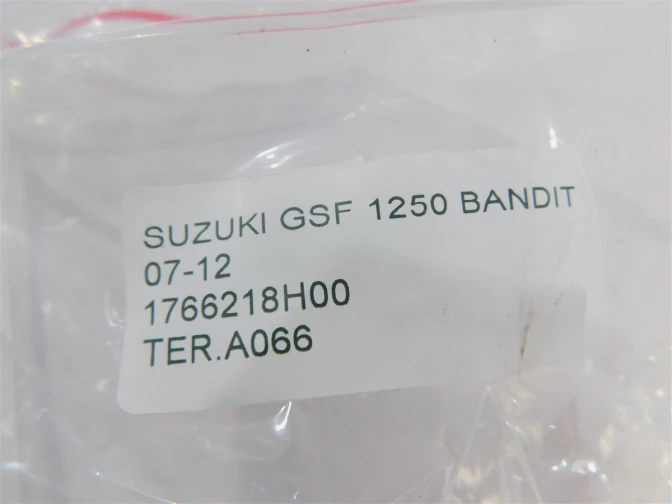 SUZUKI GSF 1250 BANDIT
07-12
1766218H00
TER.A066